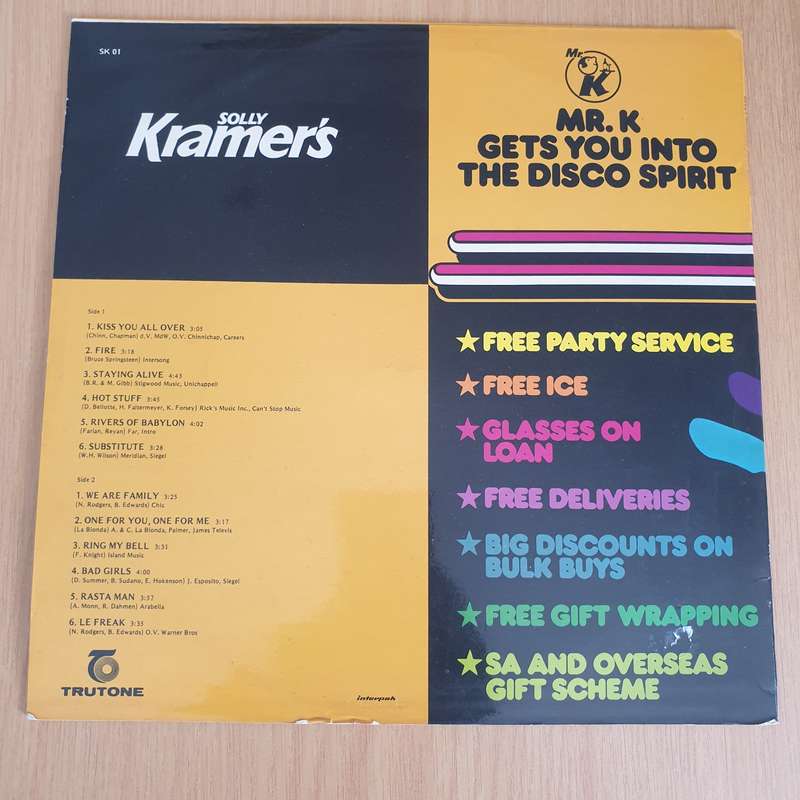 SK 01
SOLLY
Kramer's
Mr.
K
MR. K
GETS YOU INTO
THE DISCO SPIRIT
Side 1
1. KISS YOU ALL OVER 3:05
(Chinn, Chapman) d.V. MdW, O.V. Chinnichap, Careers
2. FIRE 3:18
(Bruce Springsteen) Intersong
3. STAYING ALIVE 4:43
(B.R. & M. Gibb) Stigwood Music, Unichappell
4. HOT STUFF 3:45
(D. Bellotte, H. Faltermeyer, K. Forsey) Rick's Music Inc., Can't Stop Music
5. RIVERS OF BABYLON 4:02
(Farian, Reyan) Far, Intro
6. SUBSTITUTE 3:28
(W.H. Wilson) Meridian, Siegel
Side 2
1. WE ARE FAMILY 3:25
(N. Rodgers, B. Edwards) Chic
2. ONE FOR YOU, ONE FOR ME 3:17
(La Bionda) A. & C. La Bionda, Palmer, James Televis
3. RING MY BELL 3:31
(F. Knight) Island Music
4. BAD GIRLS 4:00
(D. Summer, B. Sudano, E. Hokenson) J. Esposito, Siegel
5. RASTA MAN 3:37
(A. Monn, R. Dahmen) Arabella
6. LE FREAK 3:35
(N. Rodgers, B. Edwards) O.V. Warner Bros
TRUTONE
interpak
FREE PARTY SERVICE
FREE ICE
GLASSES ON
LOAN
FREE DELIVERIES
BIG DISCOUNTS ON
BULK BUYS
FREE GIFT WRAPPING
SA AND OVERSEAS
GIFT SCHEME